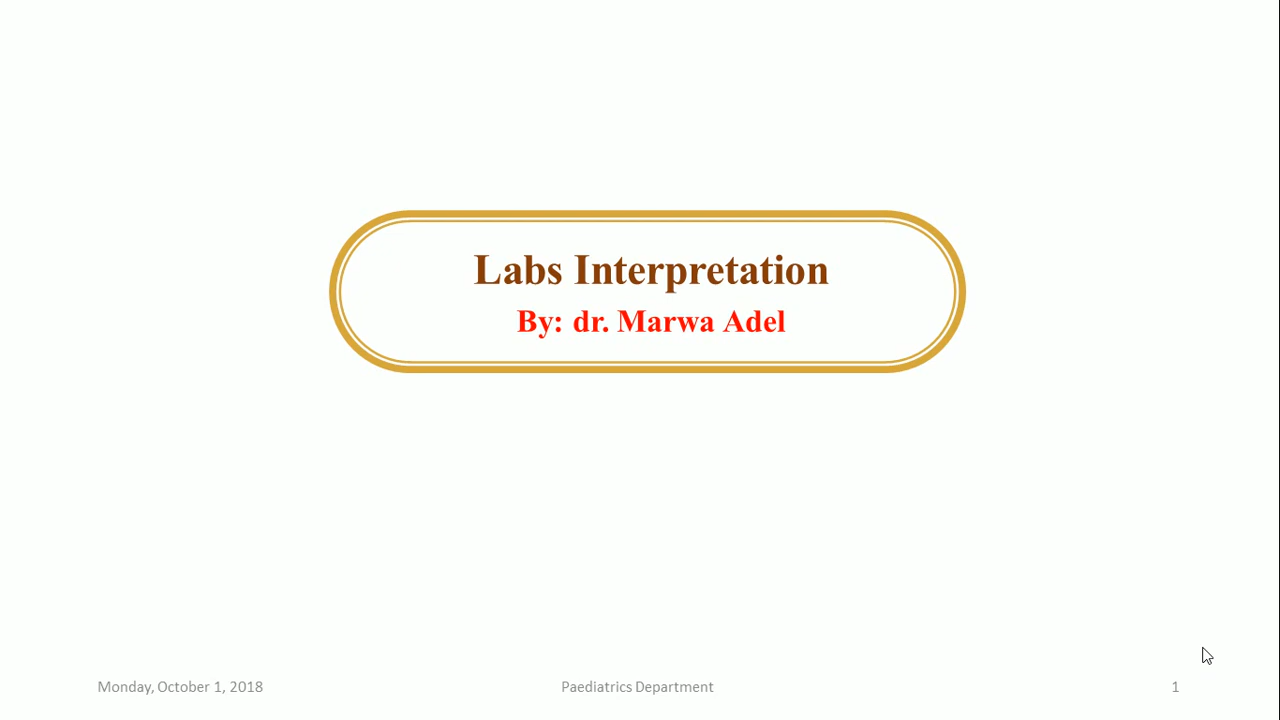 Labs Interpretation
By: dr. Marwa Adel
Monday, October 1, 2018
Paediatrics Department
1